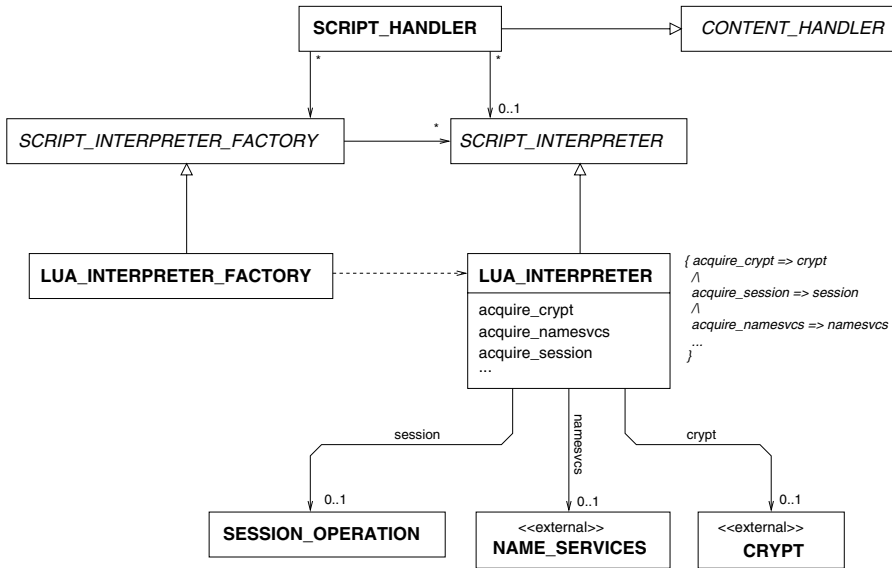 SCRIPT_HANDLER
CONTENT_HANDLER
*
*
0..1
SCRIPT_INTERPRETER_FACTORY
*
SCRIPT_INTERPRETER
LUA_INTERPRETER_FACTORY
LUA_INTERPRETER
acquire_crypt
acquire_namesvcs
acquire_session
...
{ acquire_crypt => crypt
/\
acquire_session => session
/\
acquire_namesvcs => namesvcs
...
}
session
namesvcs
crypt
0..1
0..1
0..1
SESSION_OPERATION
<<external>>
NAME_SERVICES
<<external>>
CRYPT